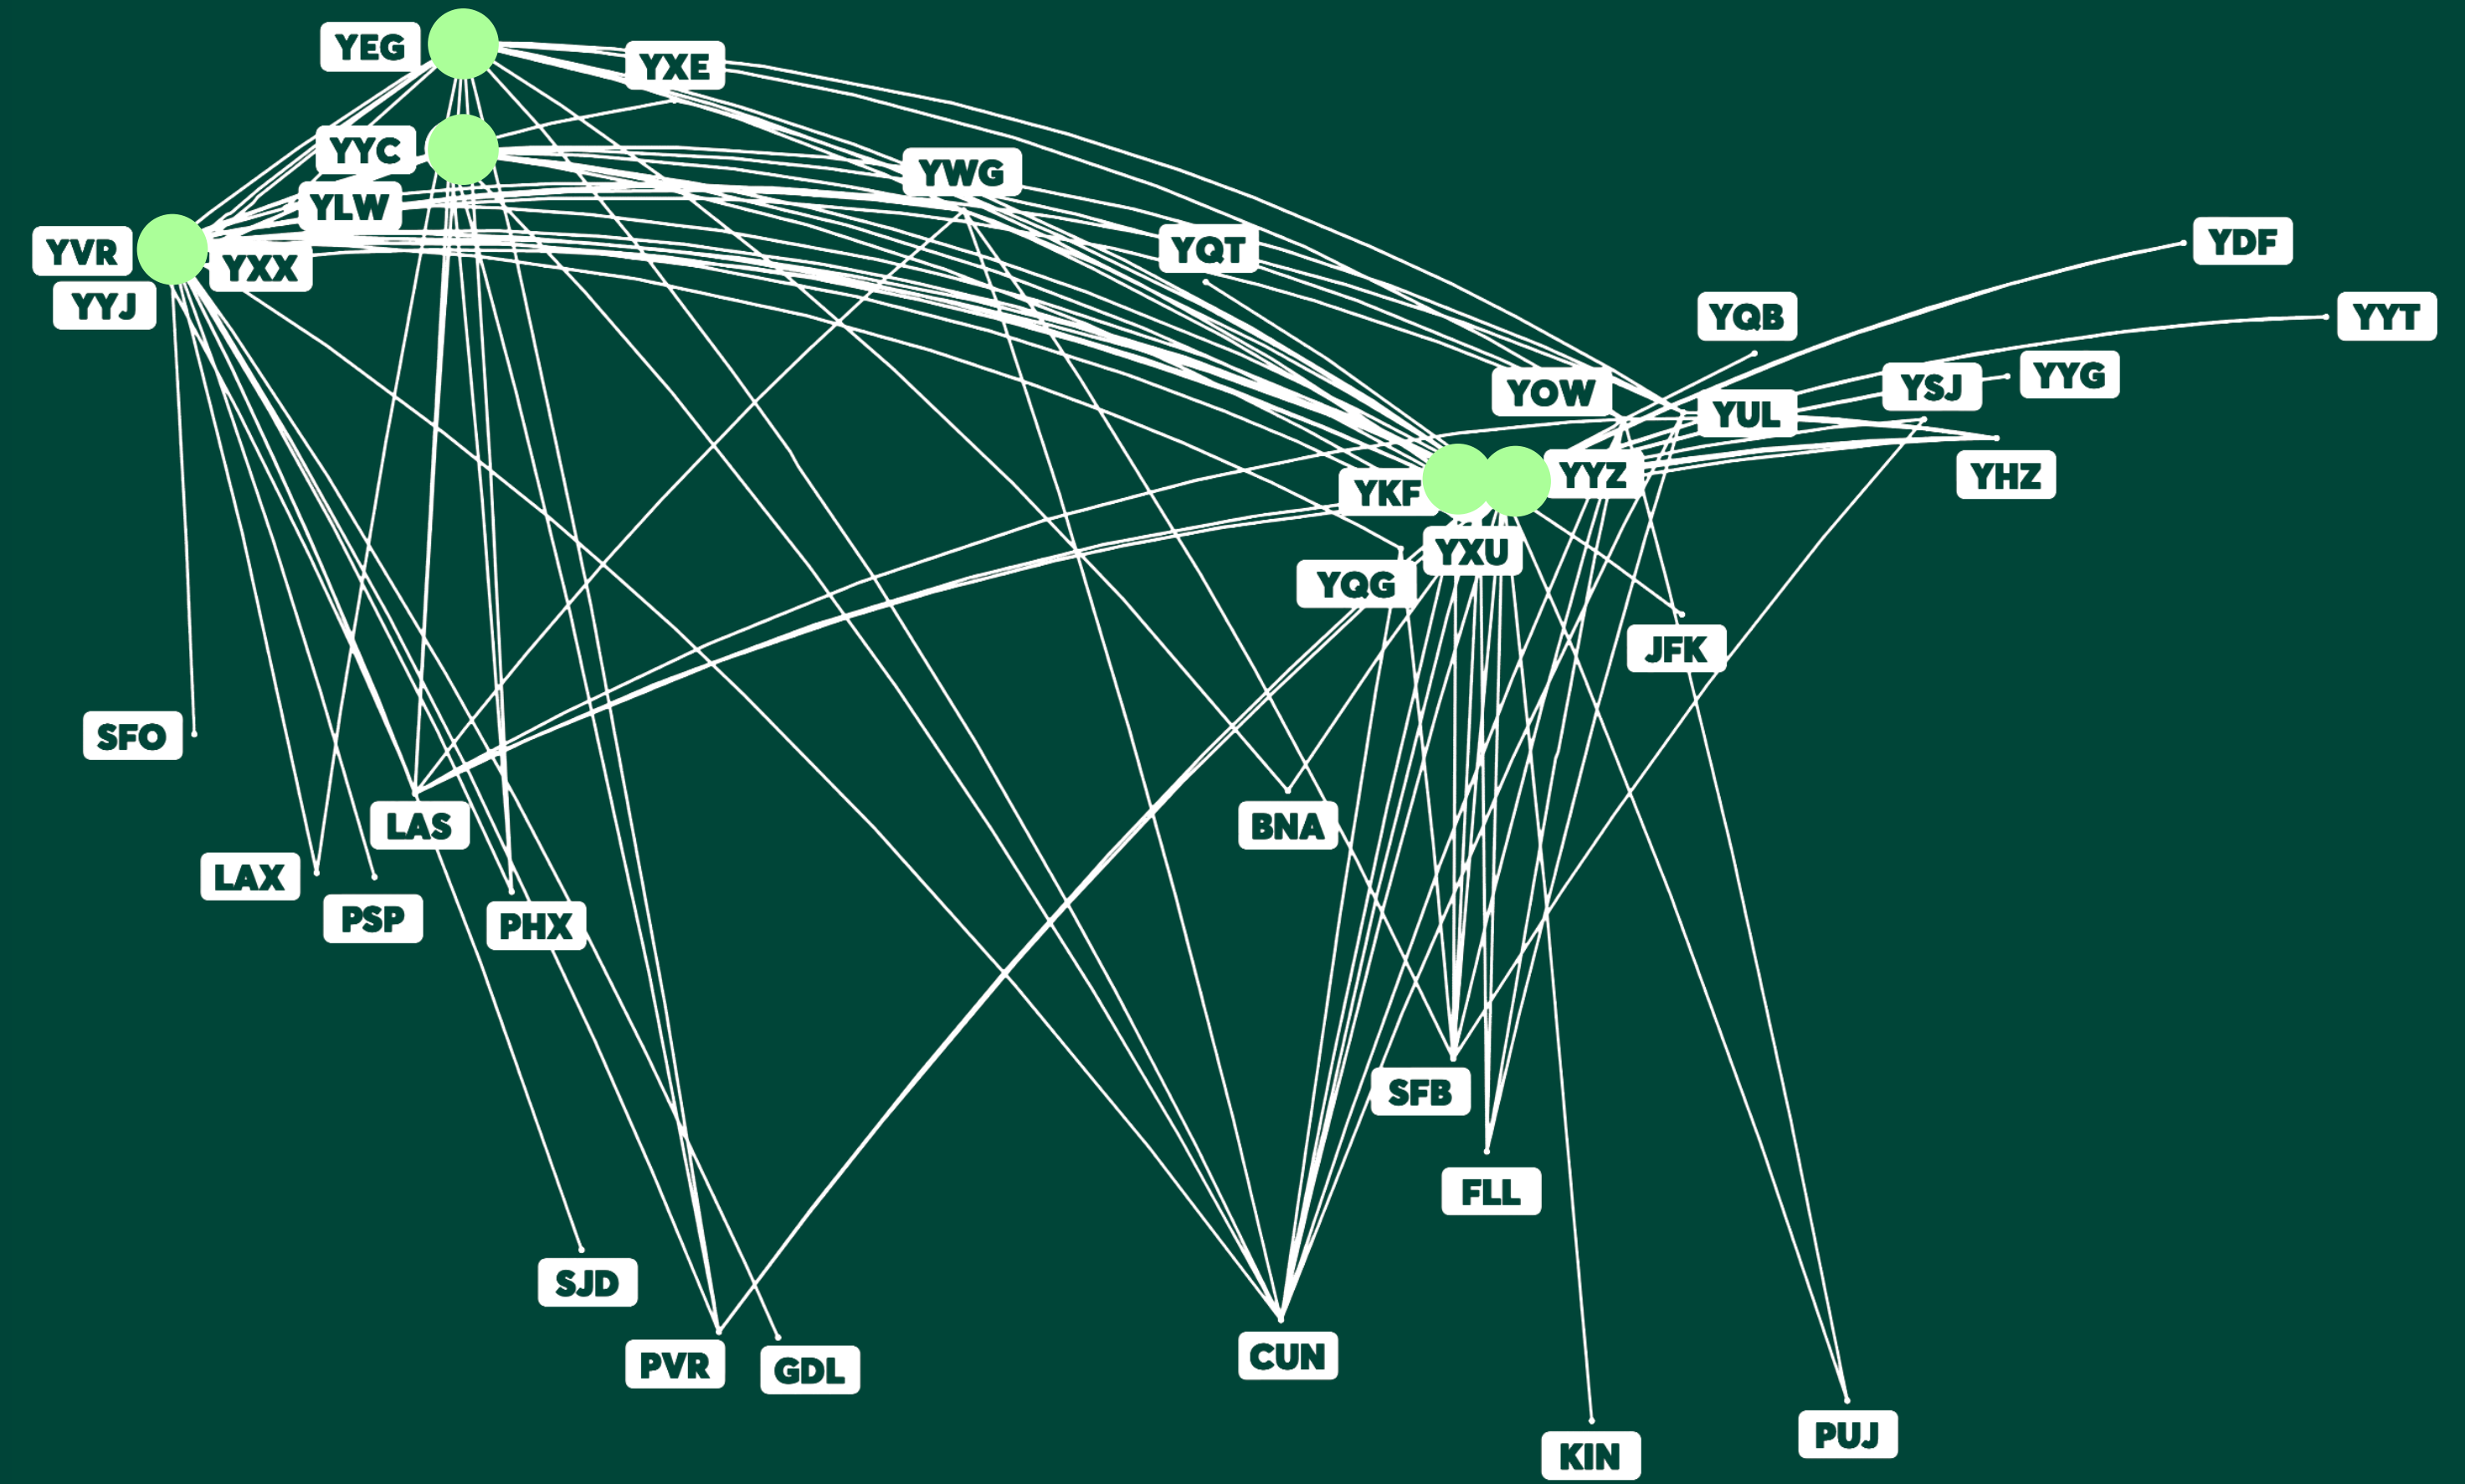 YEG
YXE
YYC
YWG
YLW
YVR
YXX
YQT
YDF
YYJ
YQB
YYT
YOW
YUL
YSJ
YYG
YKF
YYZ
YHZ
YXU
YQG
JFK
SFO
LAS
BNA
LAX
PSP
PHX
SFB
FLL
SJD
PVR
GDL
CUN
KIN
PUJ